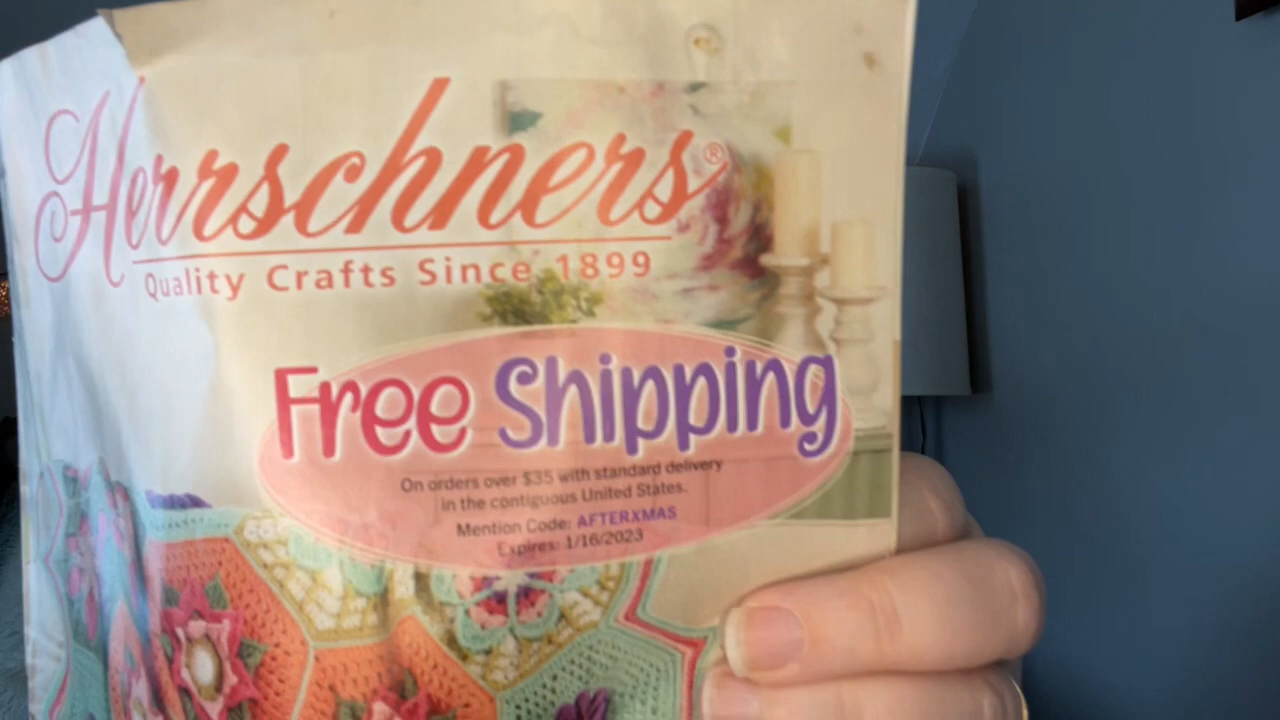 Herrschners®
Quality Crafts Since 1899
Free Shipping
On orders over $35 with standard delivery
in the contiguous United States.
Mention Code: AFTERXMAS
Expires: 1/16/2023